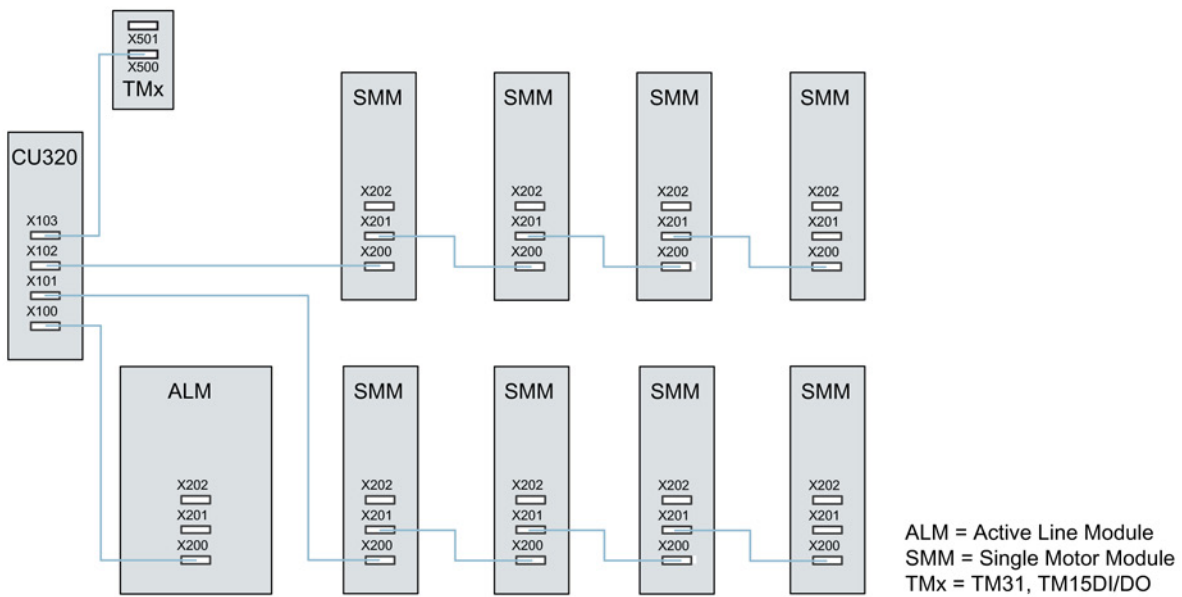 X501
X500
TMx
CU320
X103
X102
X101
X100
SMM
X202
X201
X200
SMM
X202
X201
X200
SMM
X202
X201
X200
SMM
X202
X201
X200
ALM
X202
X201
X200
SMM
X202
X201
X200
SMM
X202
X201
X200
SMM
X202
X201
X200
SMM
X202
X201
X200
ALM = Active Line Module
SMM = Single Motor Module
TMx = TM31, TM15DI/DO